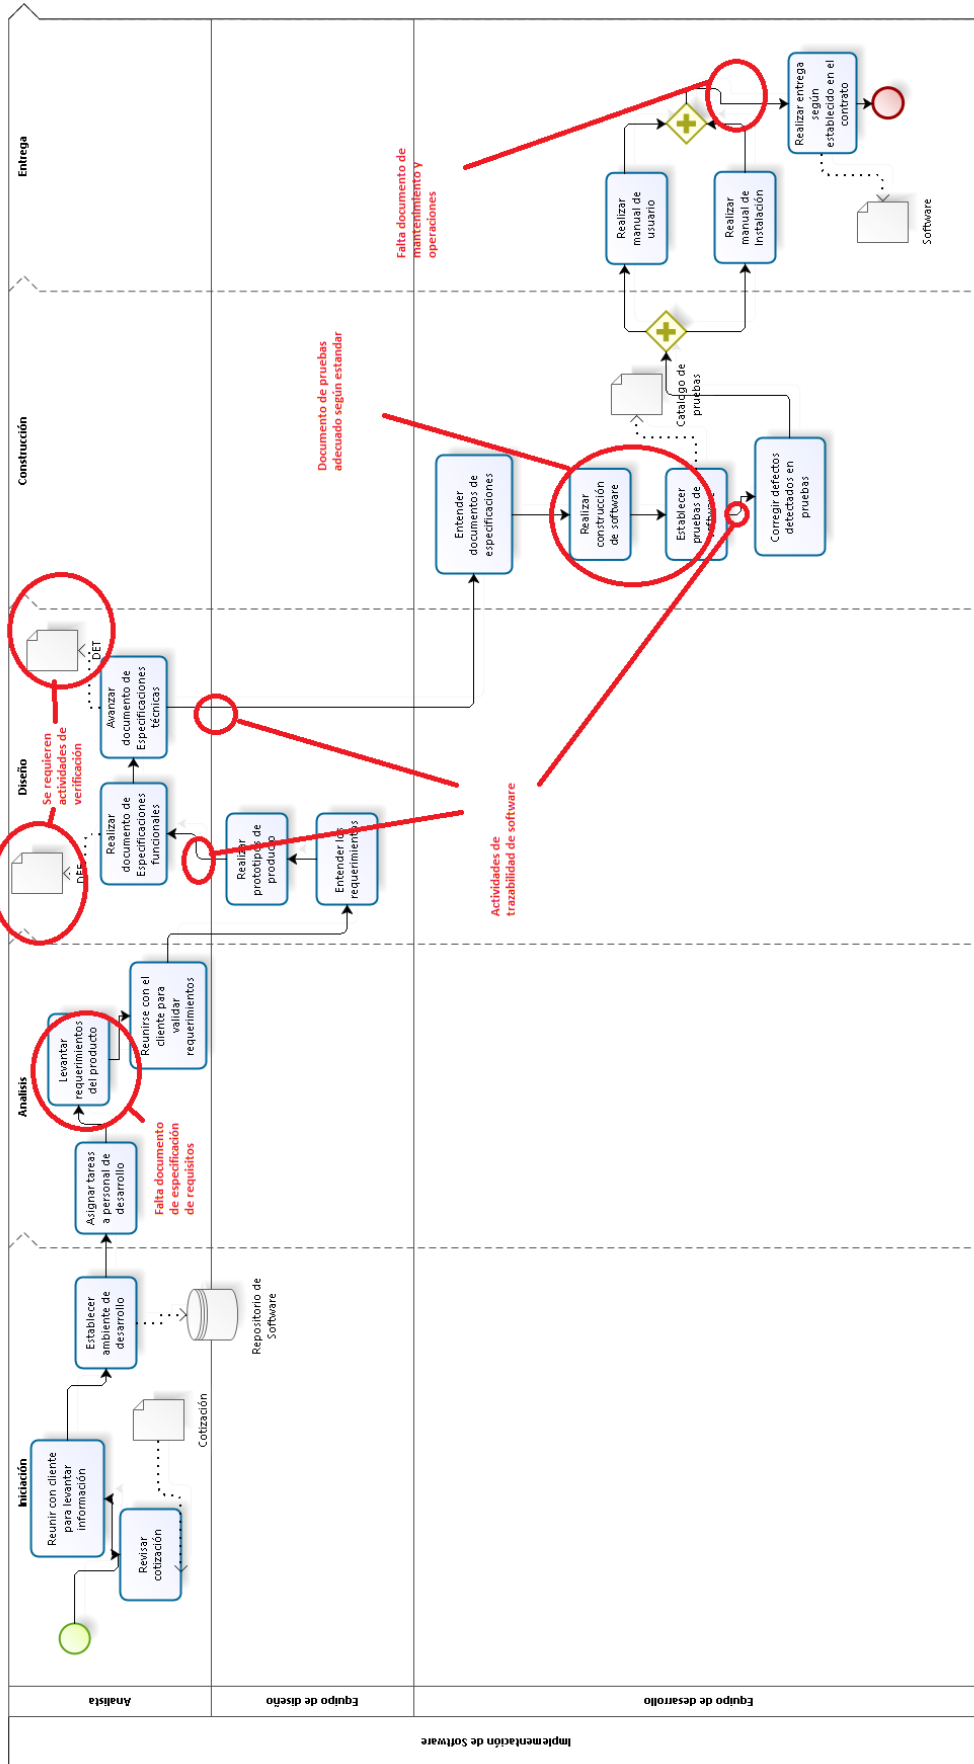 Implementación de Software
Analista
Equipo de diseño
Equipo de desarrollo
Iniciación
Analisis
Diseño
Construcción
Entrega
Revisar
cotización
Reunir con cliente
para levantar
información
Cotización
Establecer
ambiente de
desarrollo
Repositorio de
Software
Asignar tareas
a personal de
desarrollo
Levantar
requerimientos
del producto
Falta documento
de especificación
de requisitos
Reunirse con el
cliente para
validar
requerimientos
Entender los
requerimientos
Realizar
prototipos de
producto
Realizar
documento de
Especificaciones
funcionales
DEF
Se requieren
actividades de
verificación
Avanzar
documento de
Especificaciones
técnicas
DET
Actividades de
trazabilidad de software
Entender
documentos de
especificaciones
Realizar
construcción
de software
Establecer
pruebas de
software
Documento de pruebas
adecuado según estandar
Catalogo de
pruebas
Corregir defectos
detectados en
pruebas
Realizar
manual de
usuario
Realizar
manual de
Instalación
Falta documento de
mantenimiento y
operaciones
Realizar entrega
según
establecido en el
contrato
Software